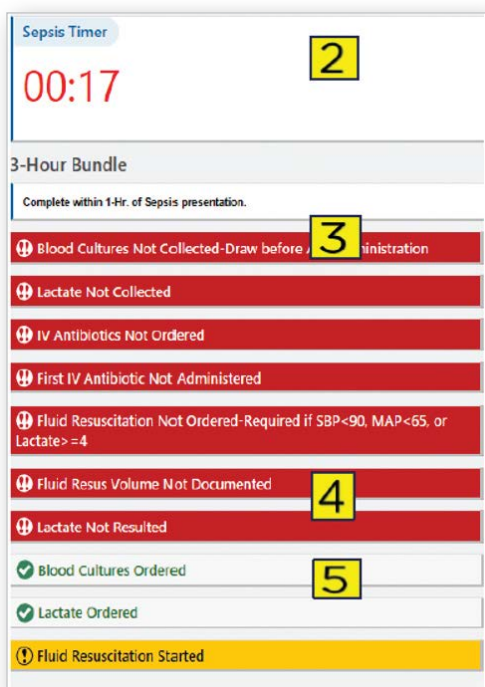 Sepsis Timer
2
00:17
3-Hour Bundle
Complete within 1-Hr. of Sepsis presentation.
3
Blood Cultures Not Collected-Draw before A ministration
Lactate Not Collected
IV Antibiotics Not Ordered
First IV Antibiotic Not Administered
Fluid Resuscitation Not Ordered-Required if SBP<90, MAP<65, or
Lactate>=4
Fluid Resus Volume Not Documented
4
Lactate Not Resulted
Blood Cultures Ordered
5
Lactate Ordered
Fluid Resuscitation Started